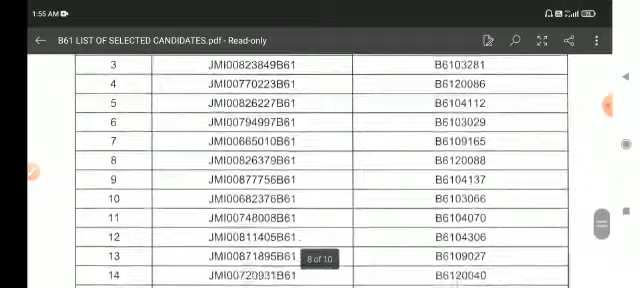 1:55 AM
B61 LIST OF SELECTED CANDIDATES.pdf - Read-only
3 JMI00823849B61 B6103281
4 JMI00770223B61 B6120086
5 JMI00826227B61 B6104112
6 JMI00794997B61 B6103029
7 JMI00665010B61 B6109165
8 JMI00826379B61 B6120088
9 JMI00877756B61 B6104137
10 JMI00682376B61 B6103066
11 JMI00748008B61 B6104070
12 JMI00811405B61 B6104306
13 JMI00871895B61 8 of 10 B6109027
14 JMI00720931B61 B6120040